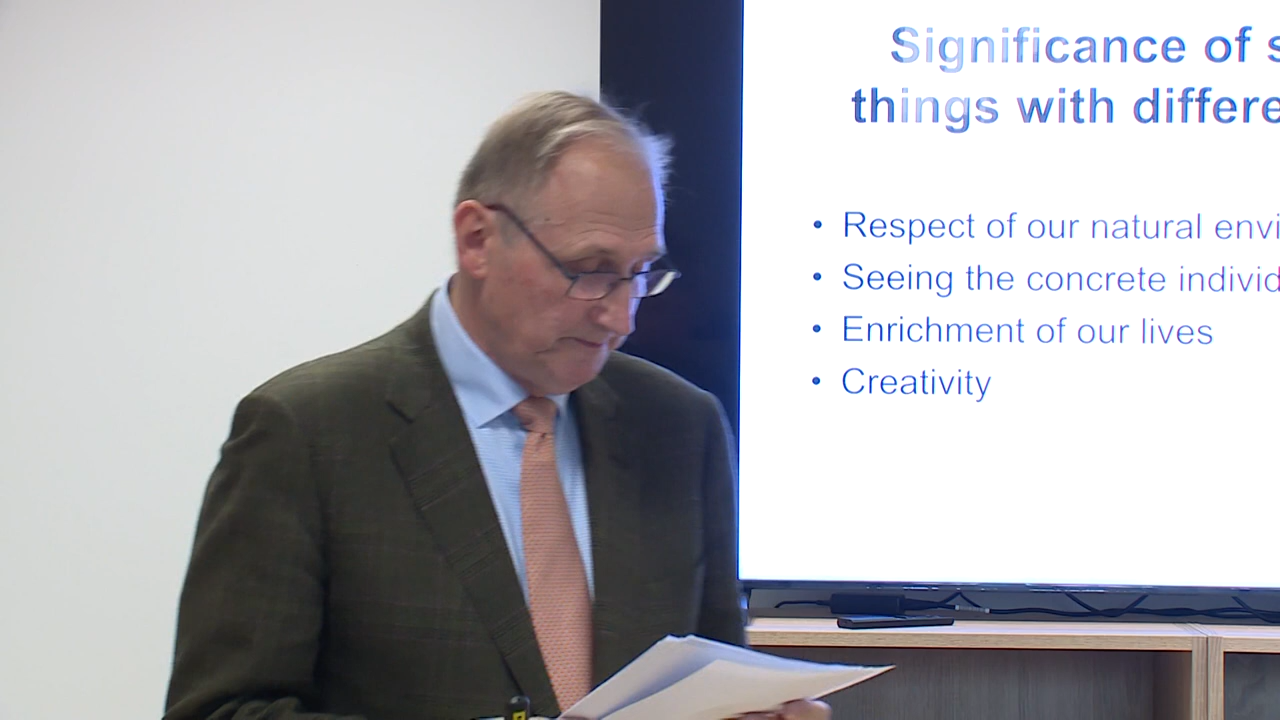 Significance of s
things with differe
• Respect of our natural envi
• Seeing the concrete individ
• Enrichment of our lives
• Creativity